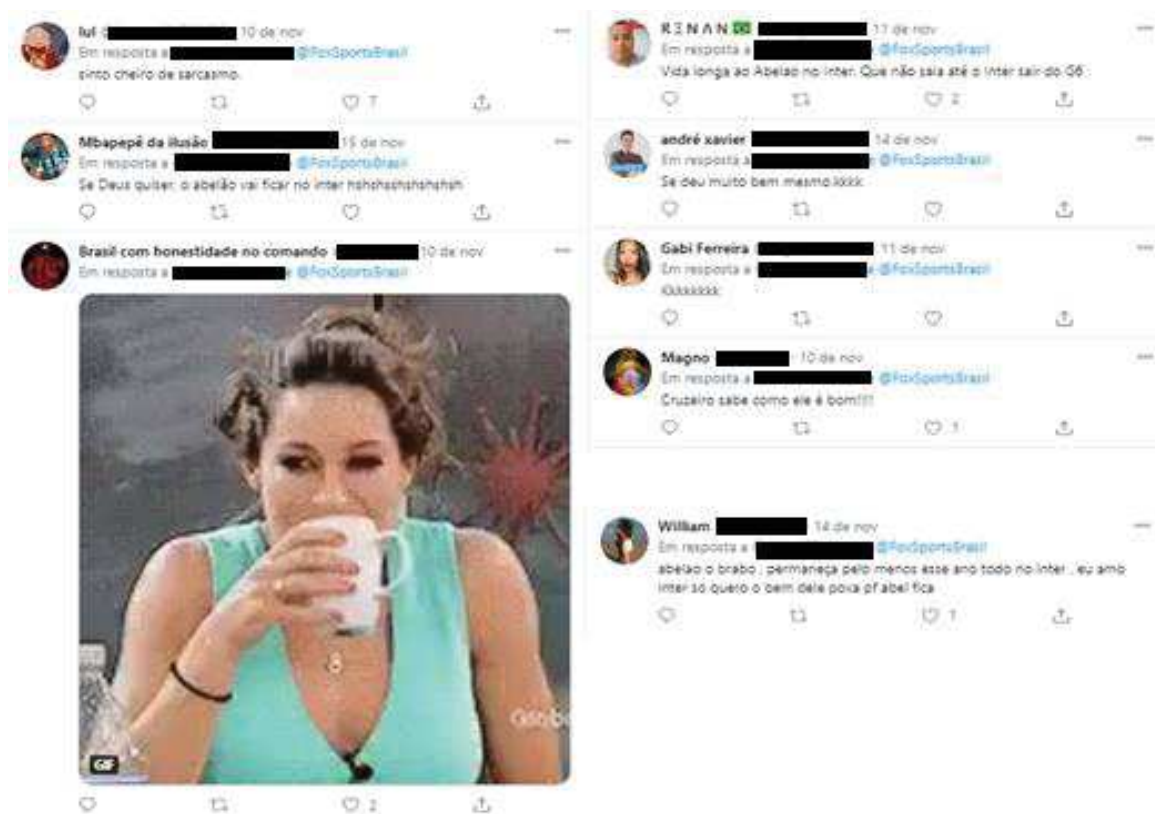 lul 10 de nov
Em resposta a @FoxSportsBrasil
sinto cheiro de sarcasmo.
7
Mbapepê da ilusão 15 de nov
Em resposta a @FoxSportsBrasil
Se Deus quiser, o abelão vai ficar no inter hshshsshshshshsh
Brasil com honestidade no comando 10 de nov
Em resposta a e @FoxSportsBrasil
Globo
GIF
2
RΞNΛN 11 de nov
Em resposta a e @FoxSportsBrasil
Vida longa ao Abelao no Inter. Que não saia até o Inter sair do G6
2
andré xavier 14 de nov
Em resposta a @FoxSportsBrasil
Se deu muito bem mesmo.kkkk
Gabi Ferreira 11 de nov
Em resposta a e @FoxSportsBrasil
Magno · 10 de nov
Em resposta a @FoxSportsBrasil
Cruzeiro sabe como ele é bom!!!!
1
William 14 de nov
Em resposta a @FoxSportsBrasil
abelao o brabo , permaneça pelo menos esse ano todo no inter , eu amo
inter só quero o bem dele poxa pf abel fica
1